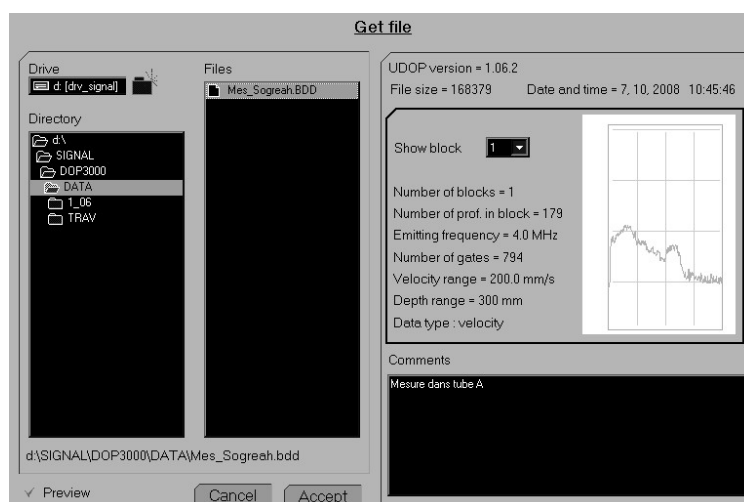 Get file
Drive
d: [drv_signal]
Directory
d:\
SIGNAL
DOP3000
DATA
1_06
TRAV
Files
Mes_Sogreah.BDD
d:\SIGNAL\DOP3000\DATA\Mes_Sogreah.bdd
Preview
Cancel
Accept
UDOP version = 1.06.2
File size = 168379 Date and time = 7, 10, 2008 10:45:46
Show block 1
Number of blocks = 1
Number of prof. in block = 179
Emitting frequency = 4.0 MHz
Number of gates = 794
Velocity range = 200.0 mm/s
Depth range = 300 mm
Data type : velocity
Comments
Mesure dans tube A